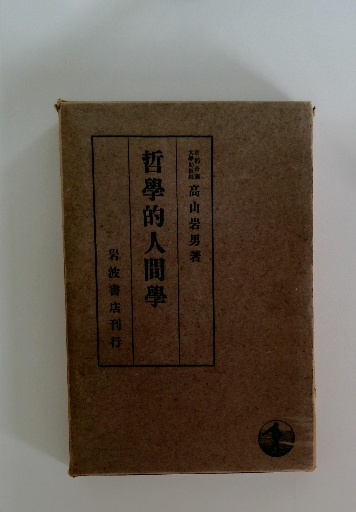 高山岩男著
哲學的人間學
岩波書店刊行